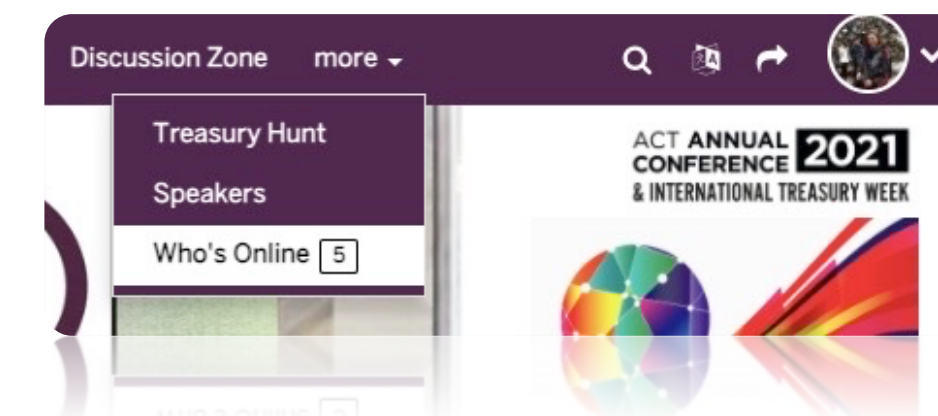 Discussion Zone more
Treasury Hunt
Speakers
Who's Online 5
ACT ANNUAL
CONFERENCE 2021
& INTERNATIONAL TREASURY WEEK